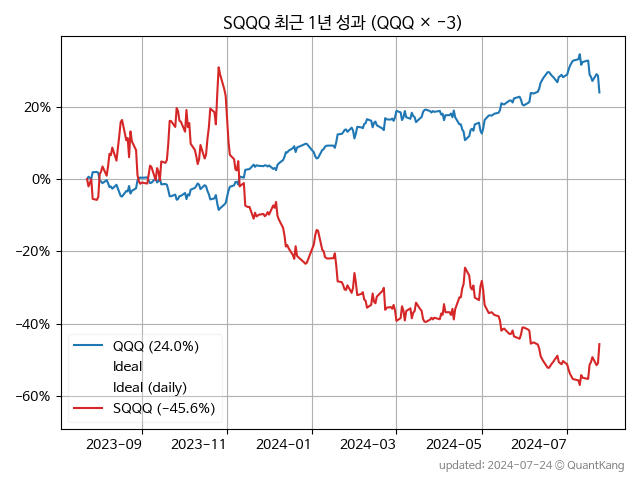 SQQQ 최근 1년 성과 (QQQ × −3)
20%
0%
−20%
−40%
−60%
QQQ (24.0%)
Ideal
Ideal (daily)
SQQQ (−45.6%)
2023−09
2023−11
2024−01
2024−03
2024−05
2024−07
updated: 2024-07-24 © QuantKang